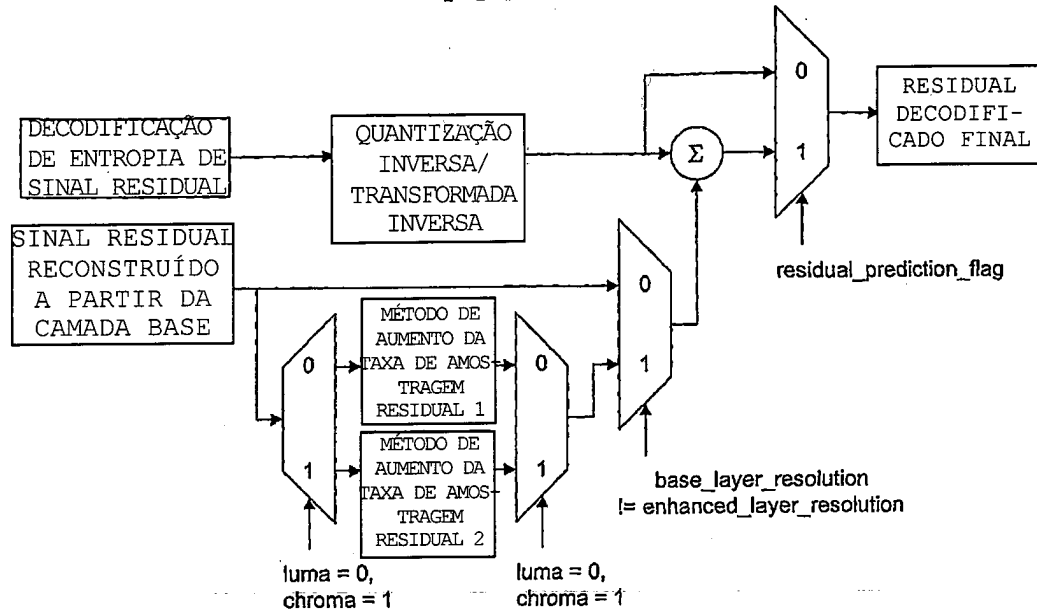 DECODIFICAÇÃO
DE ENTROPIA DE
SINAL RESIDUAL
QUANTIZAÇÃO
INVERSA/
TRANSFORMADA
INVERSA
Σ
0
1
RESIDUAL
DECODIFI-
CADO FINAL
residual_prediction_flag
SINAL RESIDUAL
RECONSTRUÍDO
A PARTIR DA
CAMADA BASE
0
1
MÉTODO DE
AUMENTO DA
TAXA DE AMOS-
TRAGEM
RESIDUAL 1
MÉTODO DE
AUMENTO DA
TAXA DE AMOS-
TRAGEM
RESIDUAL 2
0
1
0
1
base_layer_resolution
!= enhanced_layer_resolution
luma = 0,
chroma = 1
luma = 0,
chroma = 1